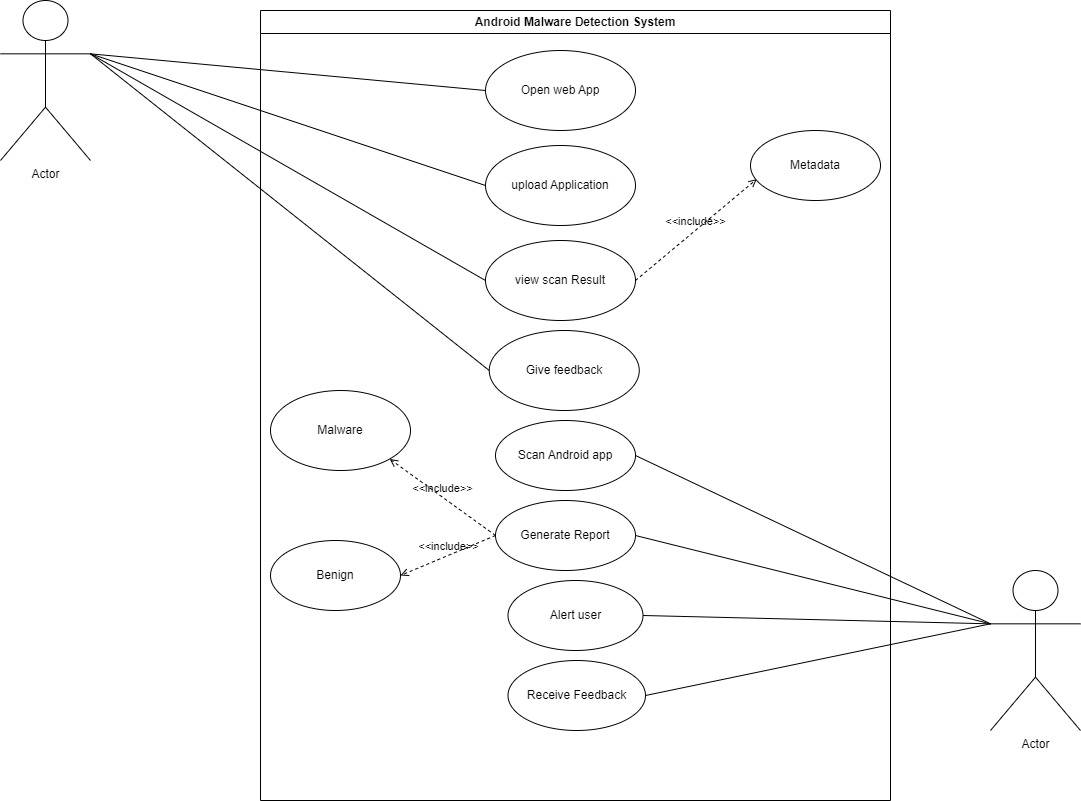 Android Malware Detection System
Open web App
Metadada
Actor
upload Application
<<include>>
view scan Result
Give feedback
Malware
Scan Android app
<<include>>
Generate Report
<<include>>
Benign
Alert user
Receive Feedback
Actor